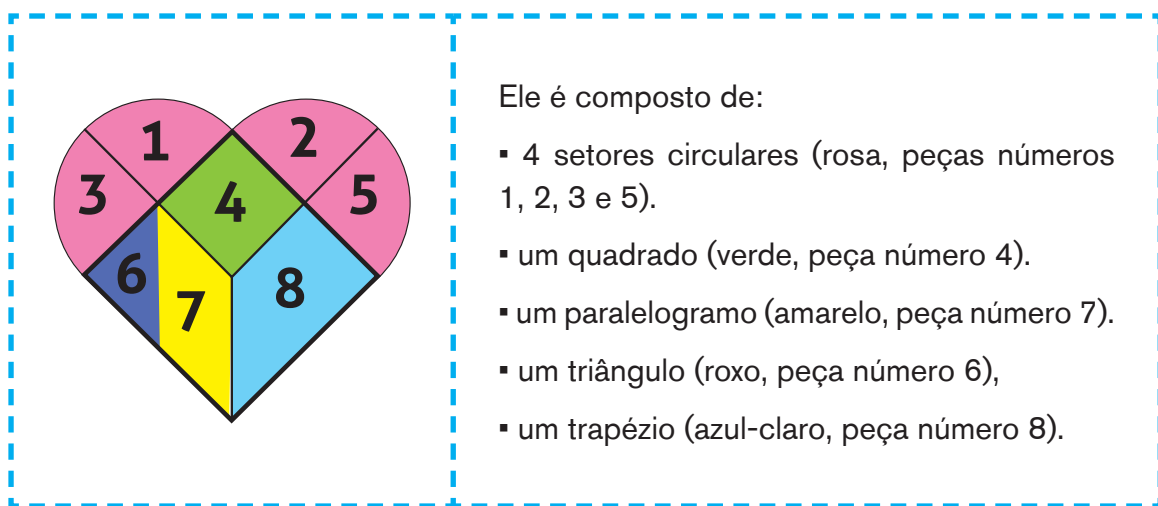 1
2
3
4
5
6
7
8
Ele é composto de:
▪ 4 setores circulares (rosa, peças números
1, 2, 3 e 5).
▪ um quadrado (verde, peça número 4).
▪ um paralelogramo (amarelo, peça número 7).
▪ um triângulo (roxo, peça número 6),
▪ um trapézio (azul-claro, peça número 8).